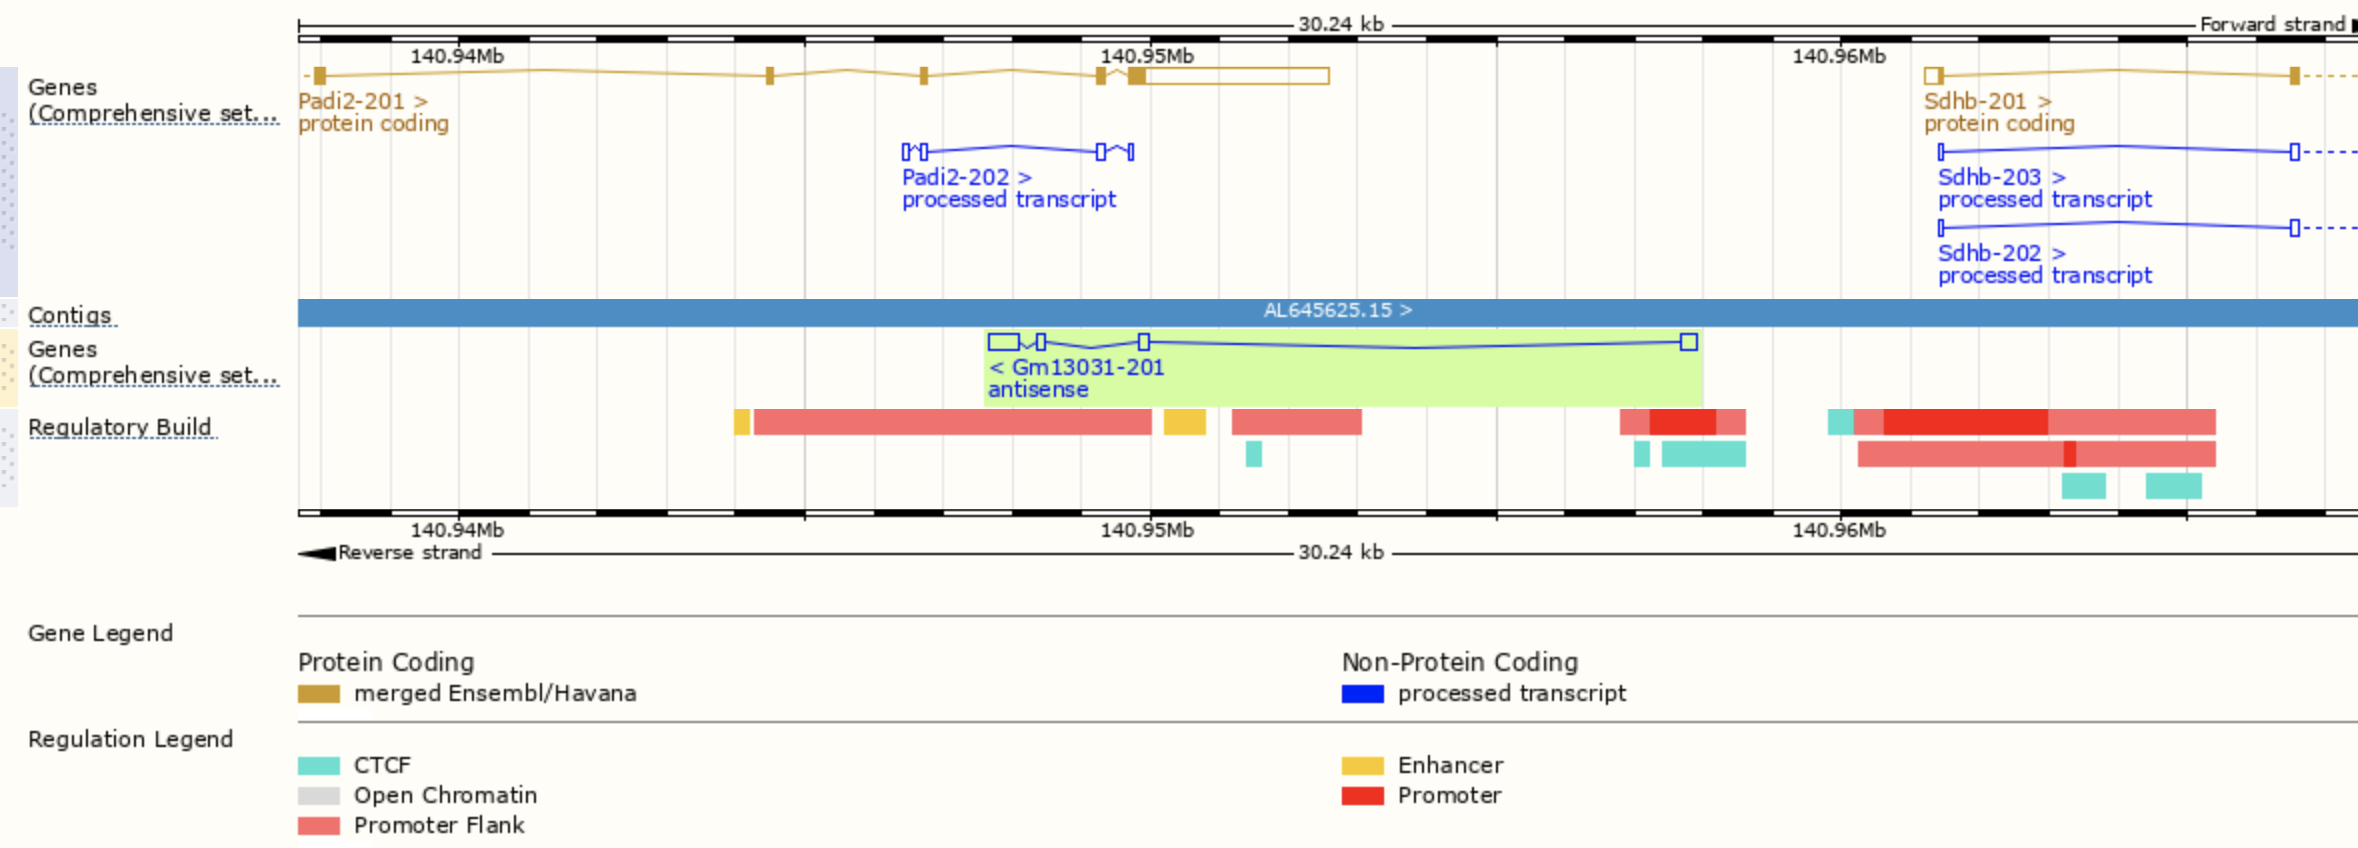 30.24 kb
Forward strand
140.94Mb 140.95Mb 140.96Mb
Genes
(Comprehensive set...
Padi2-201 >
protein coding
Sdhb-201 >
protein coding
Padi2-202 >
processed transcript
Sdhb-203 >
processed transcript
Sdhb-202 >
processed transcript
Contigs
AL645625.15 >
Genes
(Comprehensive set...
< Gm13031-201
antisense
Regulatory Build
140.94Mb 140.95Mb 140.96Mb
Reverse strand
30.24 kb
Gene Legend
Protein Coding
merged Ensembl/Havana
Non-Protein Coding
processed transcript
Regulation Legend
CTCF
Open Chromatin
Promoter Flank
Enhancer
Promoter